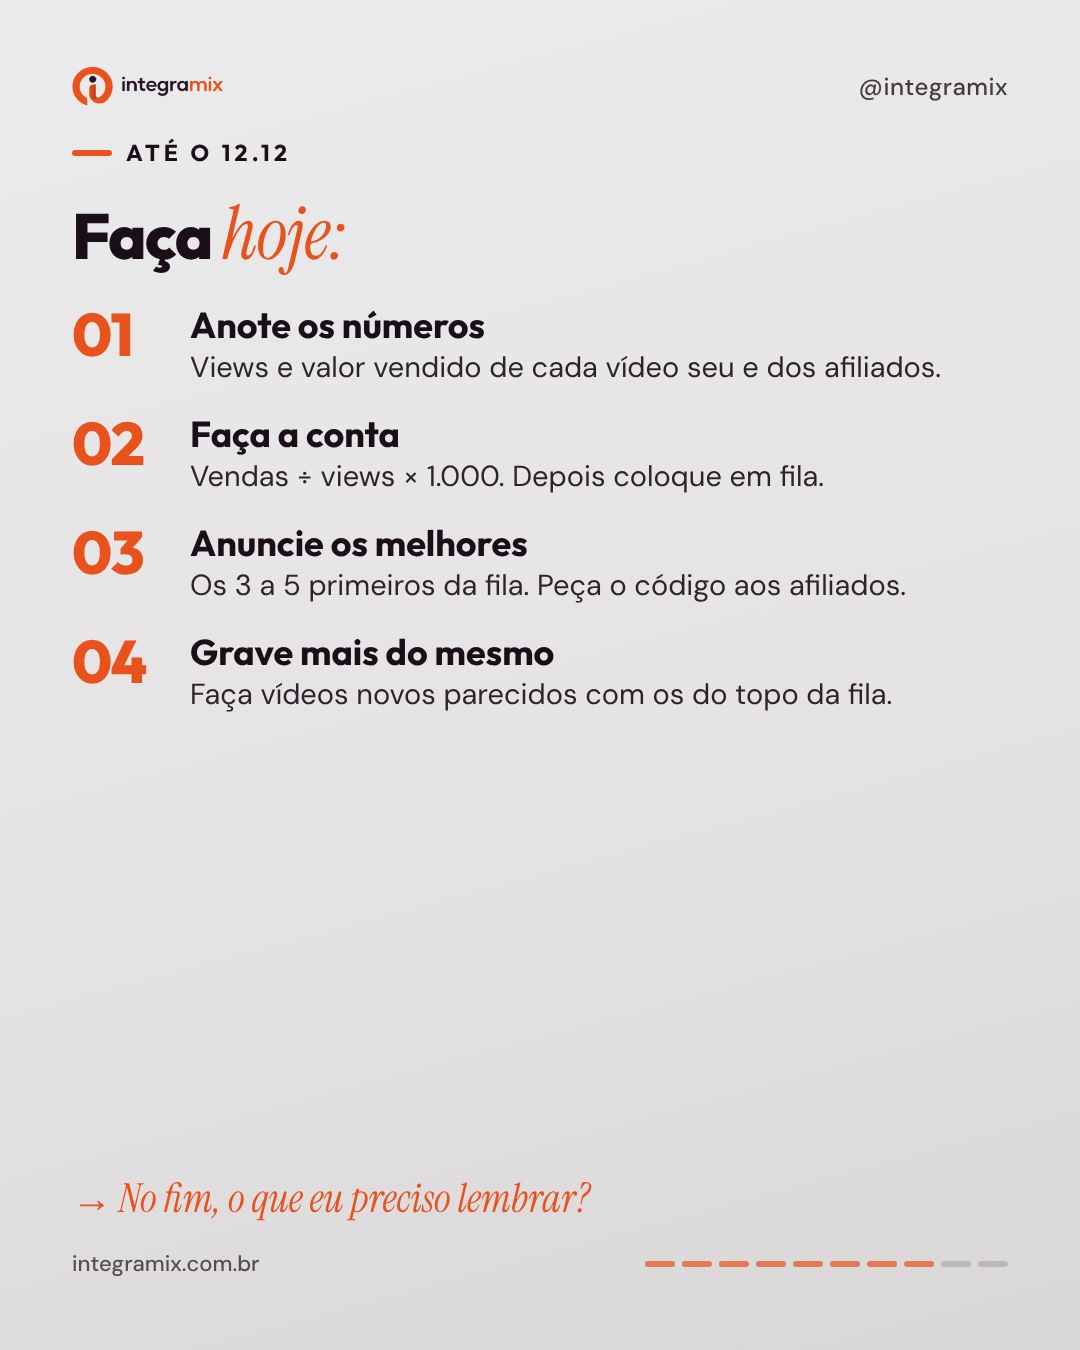 integramix
@integramix
ATÉ O 12.12
Faça hoje:
01
Anote os números
Views e valor vendido de cada vídeo seu e dos afiliados.
02
Faça a conta
Vendas ÷ views × 1.000. Depois coloque em fila.
03
Anuncie os melhores
Os 3 a 5 primeiros da fila. Peça o código aos afiliados.
04
Grave mais do mesmo
Faça vídeos novos parecidos com os do topo da fila.
→ No fim, o que eu preciso lembrar?
integramix.com.br